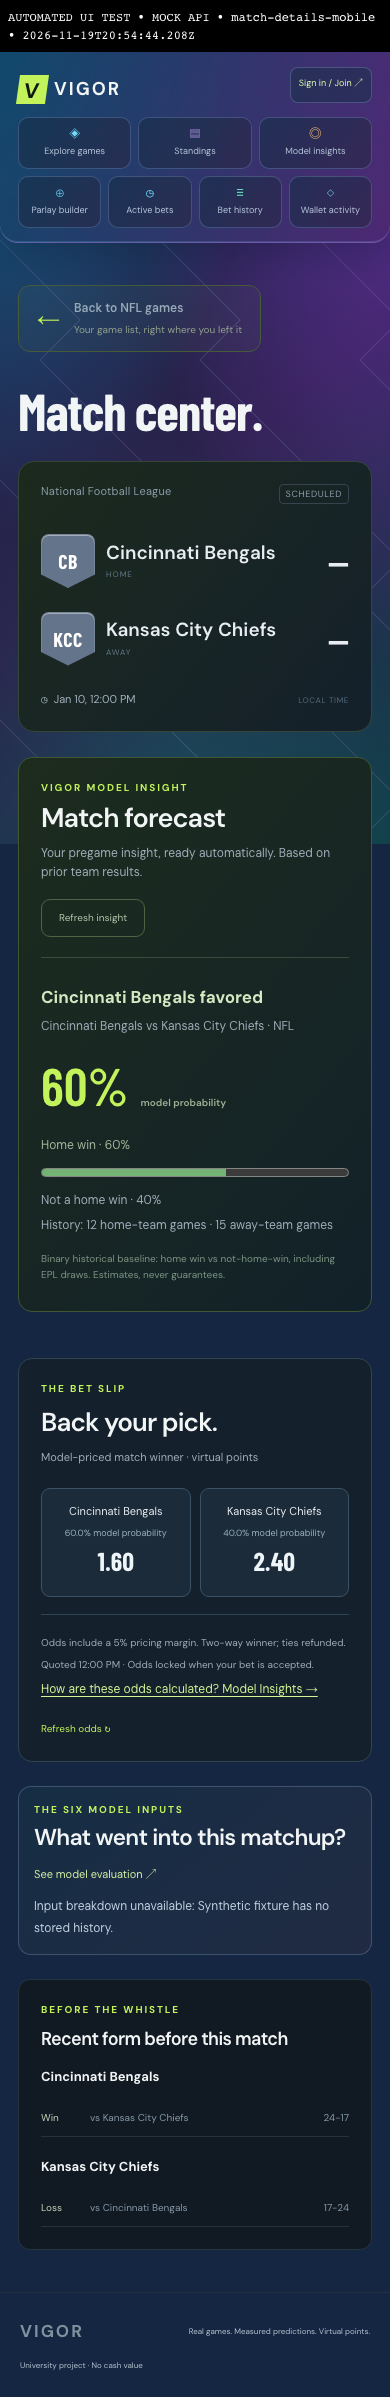 AUTOMATED UI TEST • MOCK API • match-details-mobile
• 2026-11-19T20:54:44.208Z
V VIGOR
Sign in / Join ↗
Explore games
Standings
Model insights
Parlay builder
Active bets
Bet history
Wallet activity
← Back to NFL games
Your game list, right where you left it
Match center.
National Football League
SCHEDULED
CB
Cincinnati Bengals
HOME
–
KCC
Kansas City Chiefs
AWAY
–
Jan 10, 12:00 PM
LOCAL TIME
VIGOR MODEL INSIGHT
Match forecast
Your pregame insight, ready automatically. Based on
prior team results.
Refresh insight
Cincinnati Bengals favored
Cincinnati Bengals vs Kansas City Chiefs · NFL
60% model probability
Home win · 60%
Not a home win · 40%
History: 12 home-team games · 15 away-team games
Binary historical baseline: home win vs not-home-win, including
EPL draws. Estimates, never guarantees.
THE BET SLIP
Back your pick.
Model-priced match winner · virtual points
Cincinnati Bengals
60.0% model probability
1.60
Kansas City Chiefs
40.0% model probability
2.40
Odds include a 5% pricing margin. Two-way winner; ties refunded.
Quoted 12:00 PM · Odds locked when your bet is accepted.
How are these odds calculated? Model Insights →
Refresh odds ↻
THE SIX MODEL INPUTS
What went into this matchup?
See model evaluation ↗
Input breakdown unavailable: Synthetic fixture has no
stored history.
BEFORE THE WHISTLE
Recent form before this match
Cincinnati Bengals
Win vs Kansas City Chiefs 24-17
Kansas City Chiefs
Loss vs Cincinnati Bengals 17-24
VIGOR
Real games. Measured predictions. Virtual points.
University project · No cash value